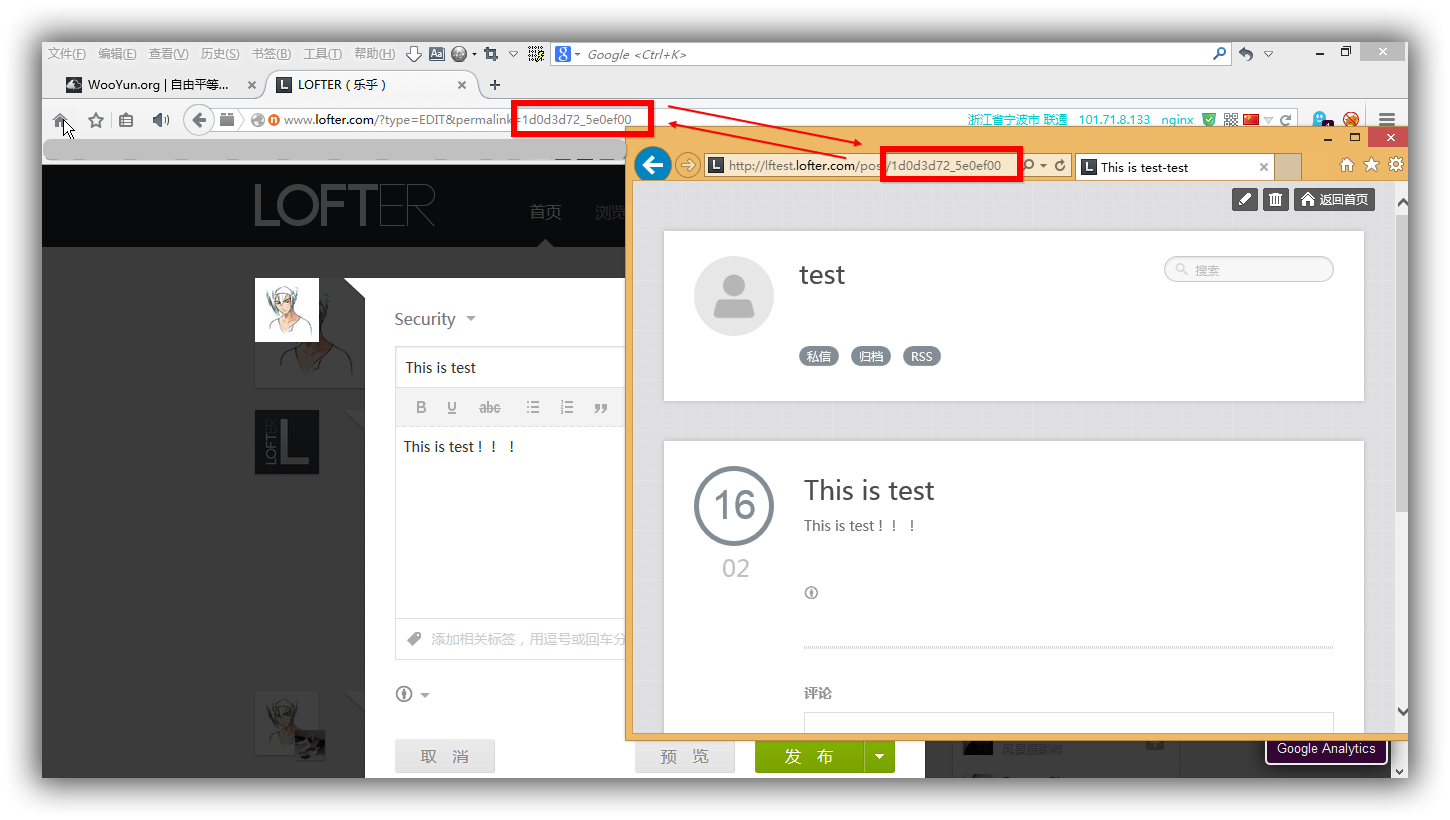 文件(F) 编辑(E) 查看(V) 历史(S) 书签(B) 工具(T) 帮助(H) Aa Google <Ctrl+K>
WooYun.org | 自由平等... LOFTER（乐乎）
www.lofter.com/?type=EDIT&permalink=1d0d3d72_5e0ef00 浙江省宁波市 联通 101.71.8.133 nginx
http://lftest.lofter.com/pos/1d0d3d72_5e0ef00 This is test-test
返回首页
LOFTER
首页 浏览
test
搜索
私信 归档 RSS
Security
This is test
B U abc
This is test！！！
添加相关标签，用逗号或回车分
取 消
预 览
发 布
16
02
This is test
This is test！！！
评论
LOFTER
风景摄影师
Google Analytics